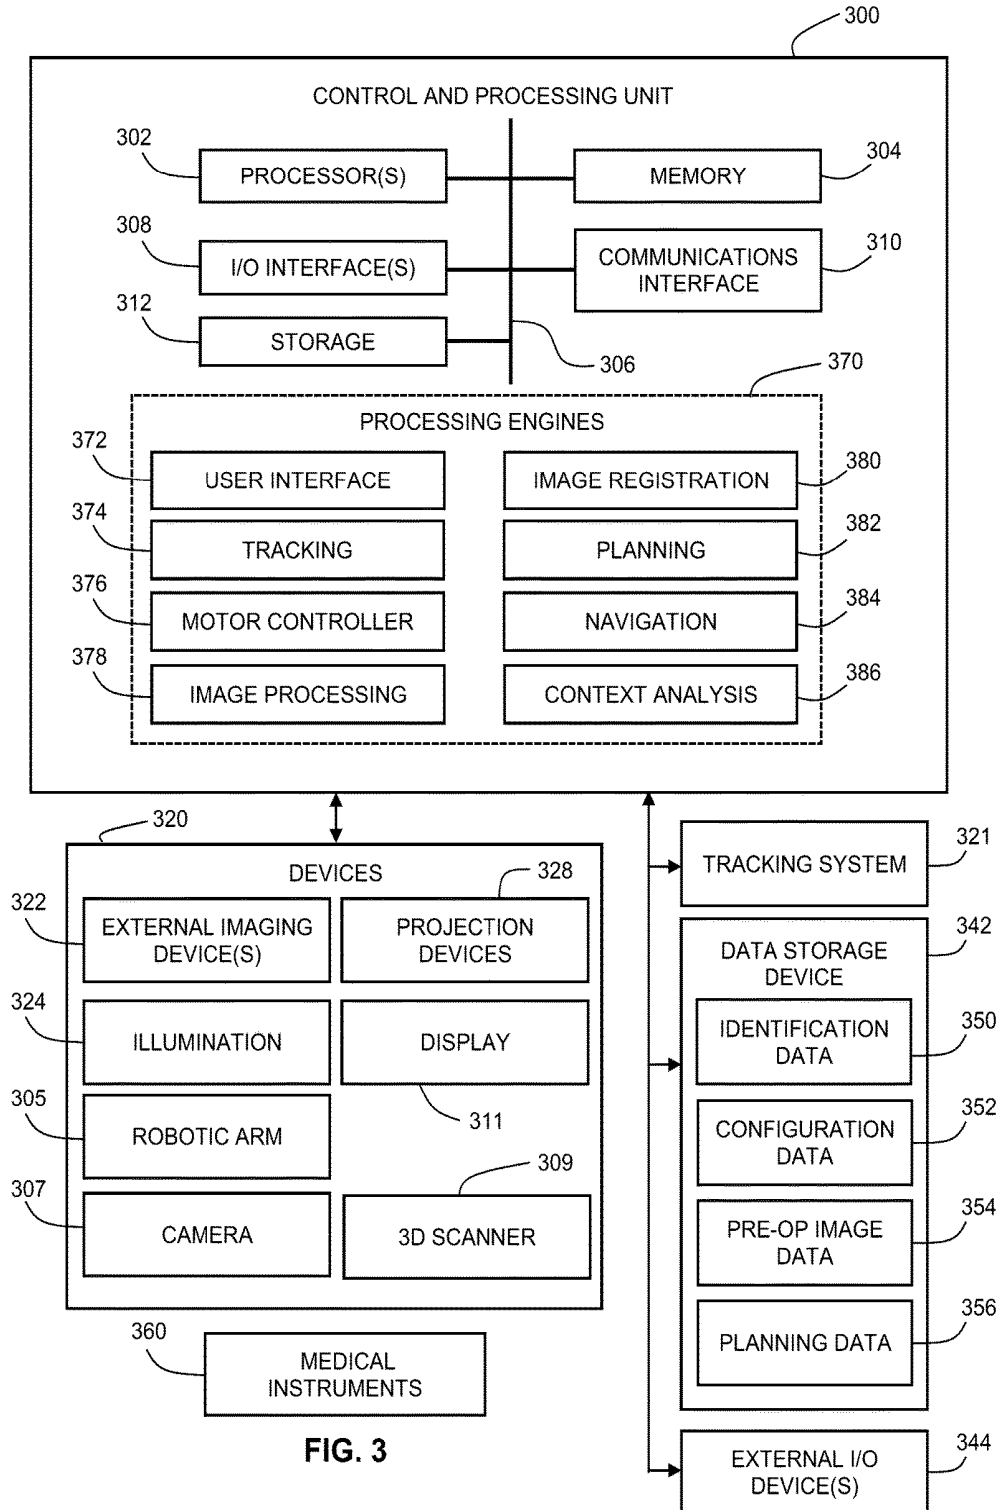 300
CONTROL AND PROCESSING UNIT
302
PROCESSOR(S)
MEMORY
304
308
I/O INTERFACE(S)
COMMUNICATIONS
INTERFACE
310
312
STORAGE
306
370
PROCESSING ENGINES
372
USER INTERFACE
IMAGE REGISTRATION
380
374
TRACKING
PLANNING
382
376
MOTOR CONTROLLER
NAVIGATION
384
378
IMAGE PROCESSING
CONTEXT ANALYSIS
386
320
DEVICES
328
322
EXTERNAL IMAGING
DEVICE(S)
PROJECTION
DEVICES
324
ILLUMINATION
DISPLAY
311
305
ROBOTIC ARM
309
307
CAMERA
3D SCANNER
360
MEDICAL
INSTRUMENTS
TRACKING SYSTEM
321
342
DATA STORAGE
DEVICE
IDENTIFICATION
DATA
350
CONFIGURATION
DATA
352
PRE-OP IMAGE
DATA
354
PLANNING DATA
356
EXTERNAL I/O
DEVICE(S)
344
FIG. 3